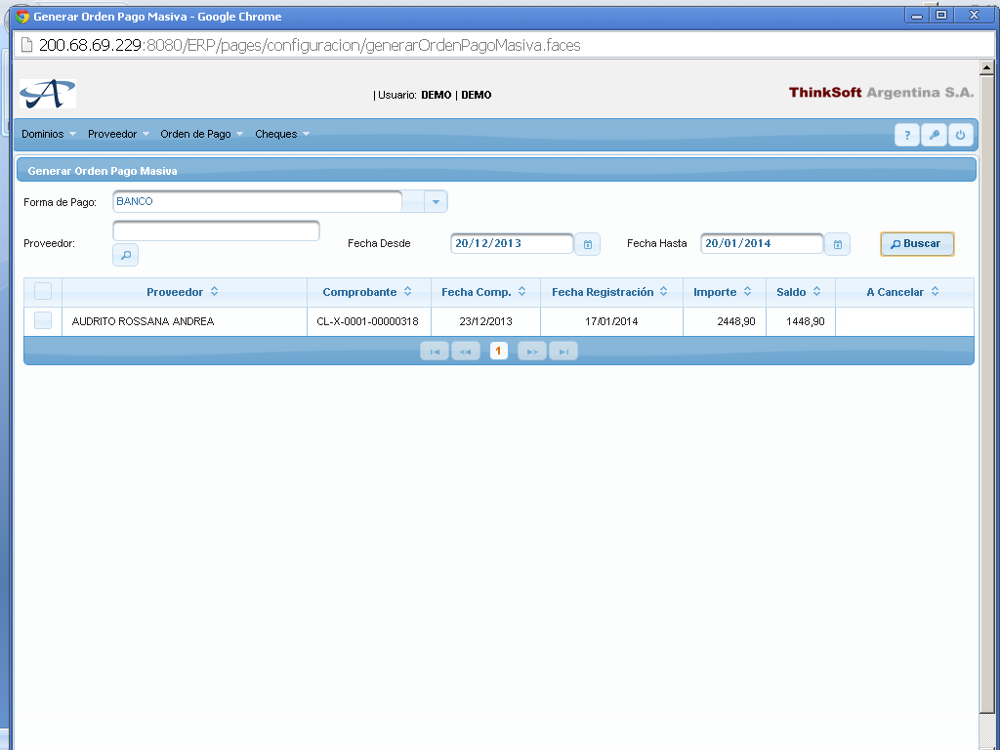 Generar Orden Pago Masiva - Google Chrome
200.68.69.229:8080/ERP/pages/configuracion/generarOrdenPagoMasiva.faces
| Usuario: DEMO | DEMO
ThinkSoft Argentina S.A.
Dominios Proveedor Orden de Pago Cheques ?
Generar Orden Pago Masiva
Forma de Pago: BANCO
Proveedor: Fecha Desde 20/12/2013 Fecha Hasta 20/01/2014 Buscar
Proveedor Comprobante Fecha Comp. Fecha Registración Importe Saldo A Cancelar
AUDRITO ROSSANA ANDREA CL-X-0001-00000318 23/12/2013 17/01/2014 2448,90 1448,90
1